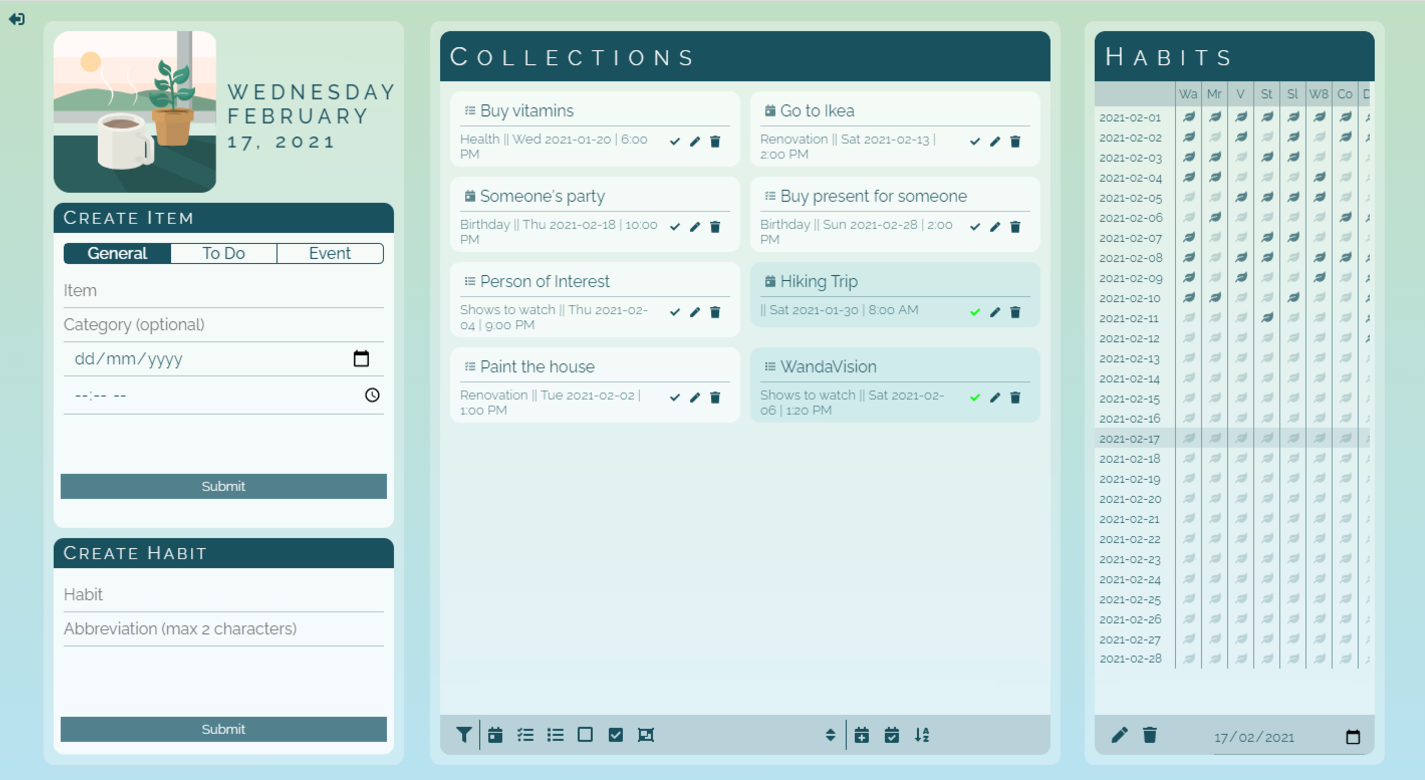 WEDNESDAY
FEBRUARY
17, 2021
CREATE ITEM
General To Do Event
Item
Category (optional)
dd/mm/yyyy
--:-- --
Submit
CREATE HABIT
Habit
Abbreviation (max 2 characters)
Submit
COLLECTIONS
Buy vitamins
Health || Wed 2021-01-20 | 6:00
PM
Go to Ikea
Renovation || Sat 2021-02-13 |
2:00 PM
Someone's party
Birthday || Thu 2021-02-18 | 10:00
PM
Buy present for someone
Birthday || Sun 2021-02-28 | 2:00
PM
Person of Interest
Shows to watch || Thu 2021-02-
04 | 9:00 PM
Hiking Trip
|| Sat 2021-01-30 | 8:00 AM
Paint the house
Renovation || Tue 2021-02-02 |
1:00 PM
WandaVision
Shows to watch || Sat 2021-02-
06 | 1:20 PM
HABITS
Wa Mr V St Sl W8 Co
2021-02-01
2021-02-02
2021-02-03
2021-02-04
2021-02-05
2021-02-06
2021-02-07
2021-02-08
2021-02-09
2021-02-10
2021-02-11
2021-02-12
2021-02-13
2021-02-14
2021-02-15
2021-02-16
2021-02-17
2021-02-18
2021-02-19
2021-02-20
2021-02-21
2021-02-22
2021-02-23
2021-02-24
2021-02-25
2021-02-26
2021-02-27
2021-02-28
17/02/2021